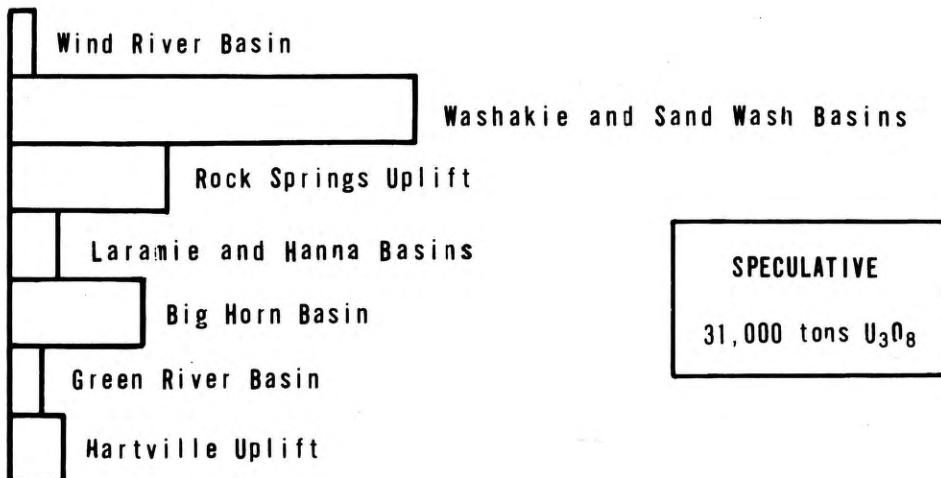 Wind River Basin
Washakie and Sand Wash Basins
Rock Springs Uplift
Laramie and Hanna Basins
Big Horn Basin
Green River Basin
Hartville Uplift
SPECULATIVE
31,000 tons U₃O₈